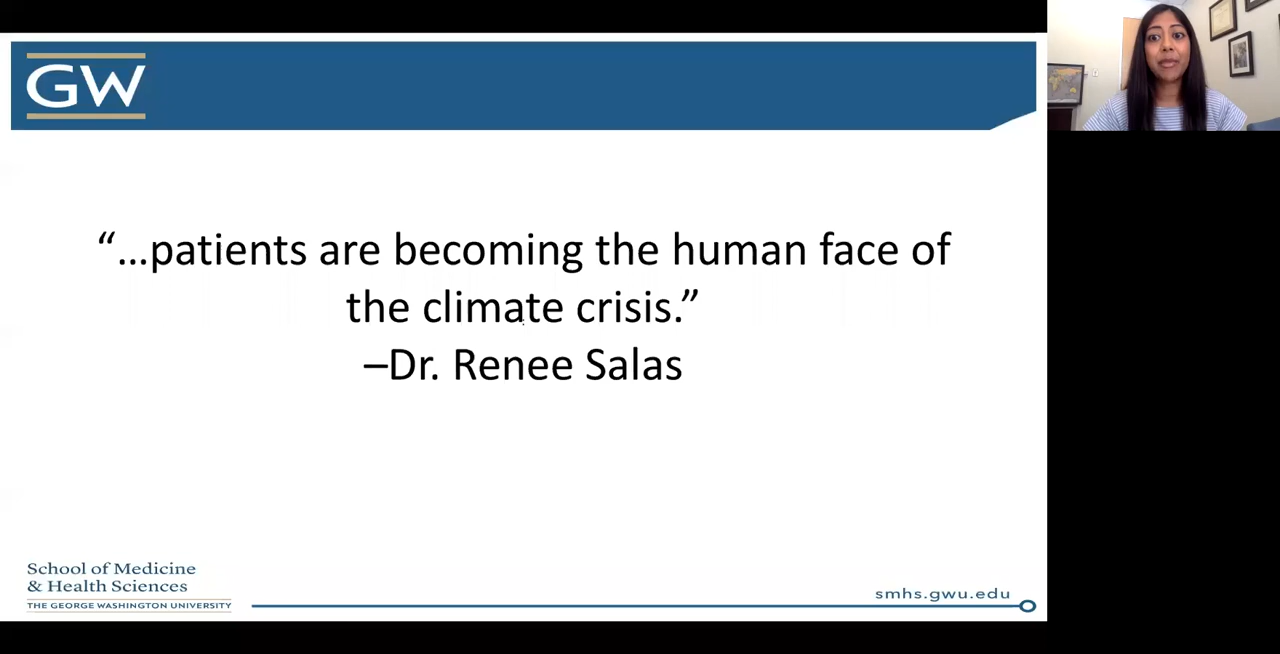 GW
“...patients are becoming the human face of
the climate crisis.”
–Dr. Renee Salas
School of Medicine
& Health Sciences
THE GEORGE WASHINGTON UNIVERSITY
smhs.gwu.edu